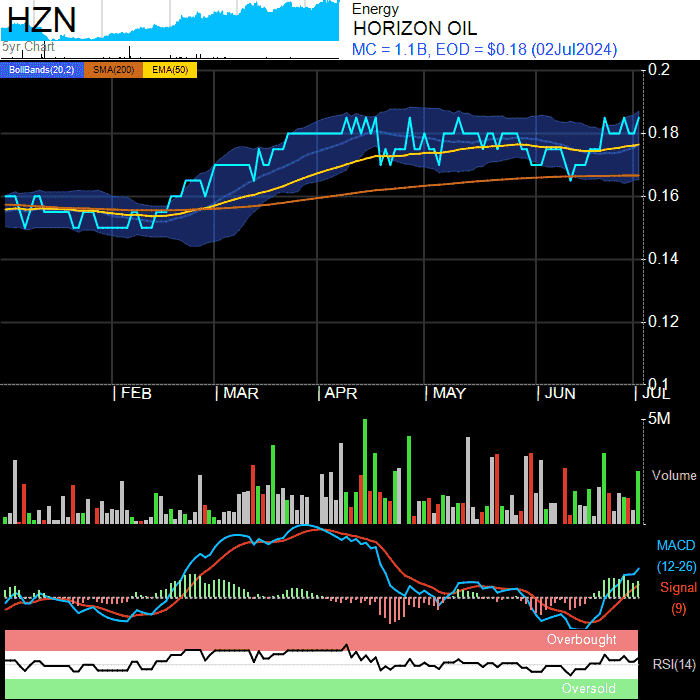 HZN
5yr Chart
Energy
HORIZON OIL
MC = 1.1B, EOD = $0.18 (02Jul2024)
BollBands(20,2) SMA(200) EMA(50)
0.2
0.18
0.16
0.14
0.12
0.1
| FEB | MAR | APR | MAY | JUN | JUL
5M
Volume
MACD
(12-26)
Signal
(9)
Overbought
RSI(14)
Oversold